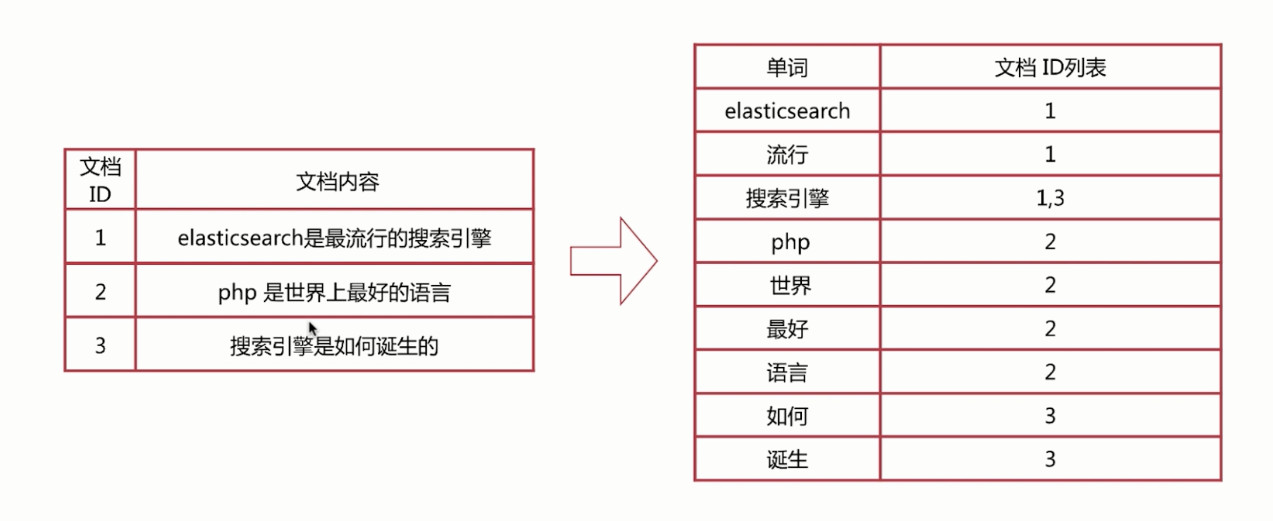 文档
ID
文档内容
1
elasticsearch是最流行的搜索引擎
2
php 是世界上最好的语言
3
搜索引擎是如何诞生的
单词
文档 ID列表
elasticsearch
1
流行
1
搜索引擎
1,3
php
2
世界
2
最好
2
语言
2
如何
3
诞生
3